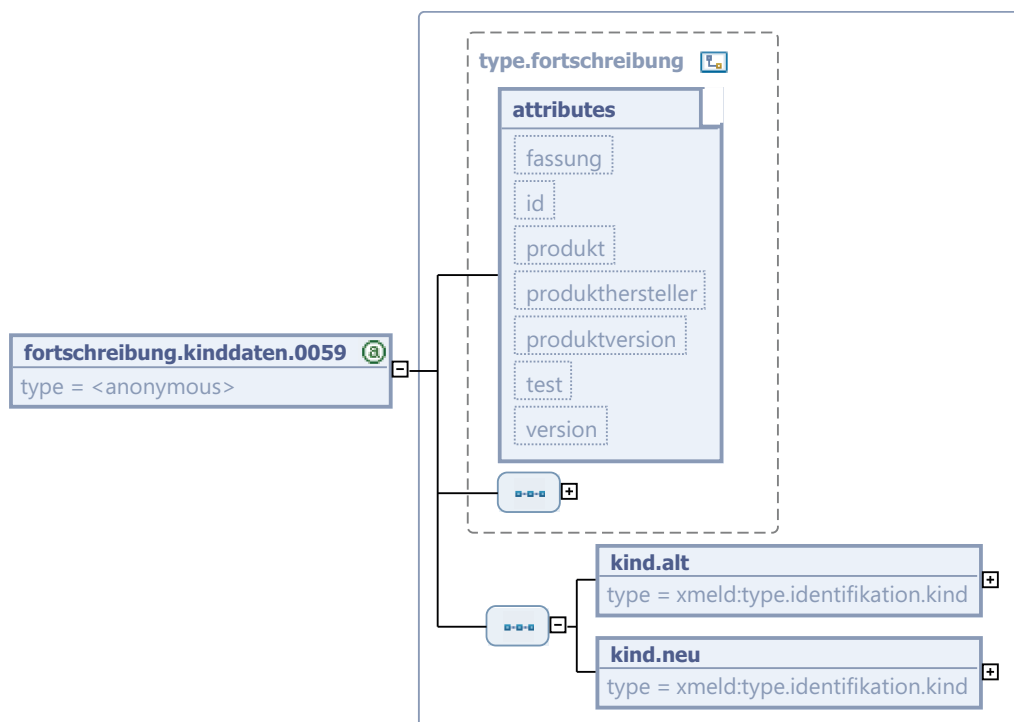 type.fortschreibung
attributes
fassung
id
produkt
produkthersteller
produktversion
test
version
fortschreibung.kinddaten.0059
type = <anonymous>
kind.alt
type = xmeld:type.identifikation.kind
kind.neu
type = xmeld:type.identifikation.kind